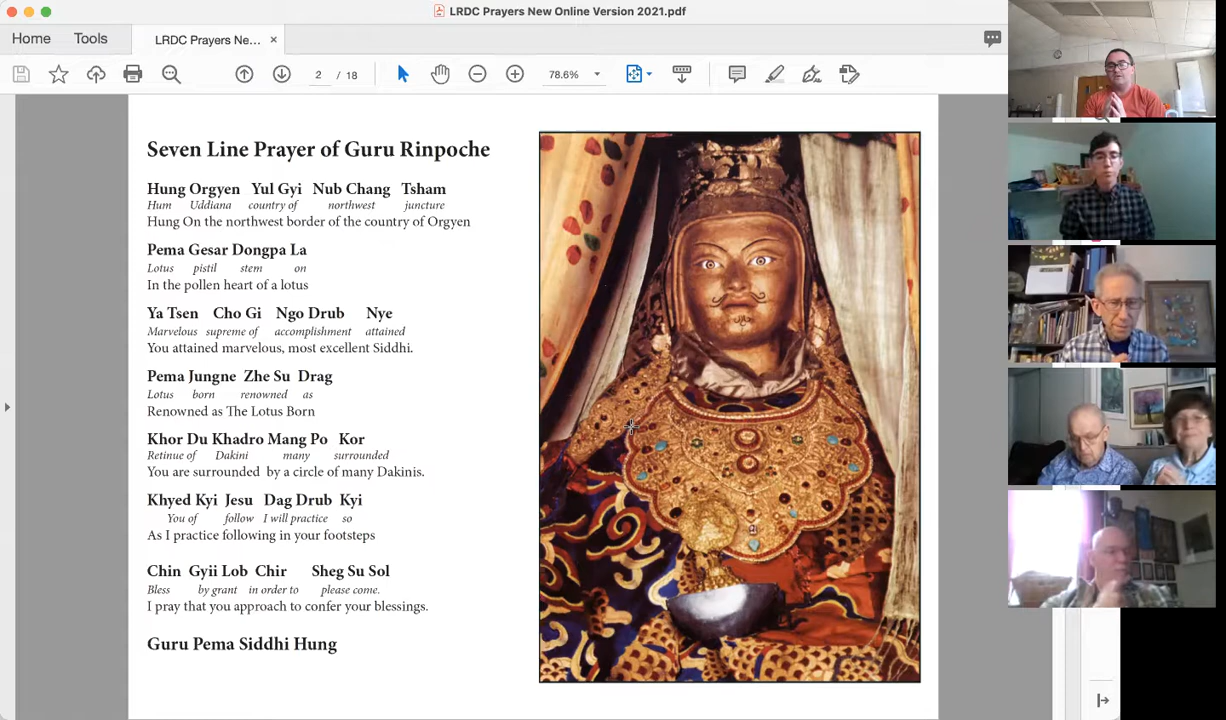 LRDC Prayers New Online Version 2021.pdf
Home Tools LRDC Prayers Ne... ×
2 / 18 78.6%
Seven Line Prayer of Guru Rinpoche
Hung Orgyen Yul Gyi Nub Chang Tsham
Hum Uddiana country of northwest juncture
Hung On the northwest border of the country of Orgyen
Pema Gesar Dongpa La
Lotus pistil stem on
In the pollen heart of a lotus
Ya Tsen Cho Gi Ngo Drub Nye
Marvelous supreme of accomplishment attained
You attained marvelous, most excellent Siddhi.
Pema Jungne Zhe Su Drag
Lotus born renowned as
Renowned as The Lotus Born
Khor Du Khadro Mang Po Kor
Retinue of Dakini many surrounded
You are surrounded by a circle of many Dakinis.
Khyed Kyi Jesu Dag Drub Kyi
You of follow I will practice so
As I practice following in your footsteps
Chin Gyii Lob Chir Sheg Su Sol
Bless by grant in order to please come.
I pray that you approach to confer your blessings.
Guru Pema Siddhi Hung